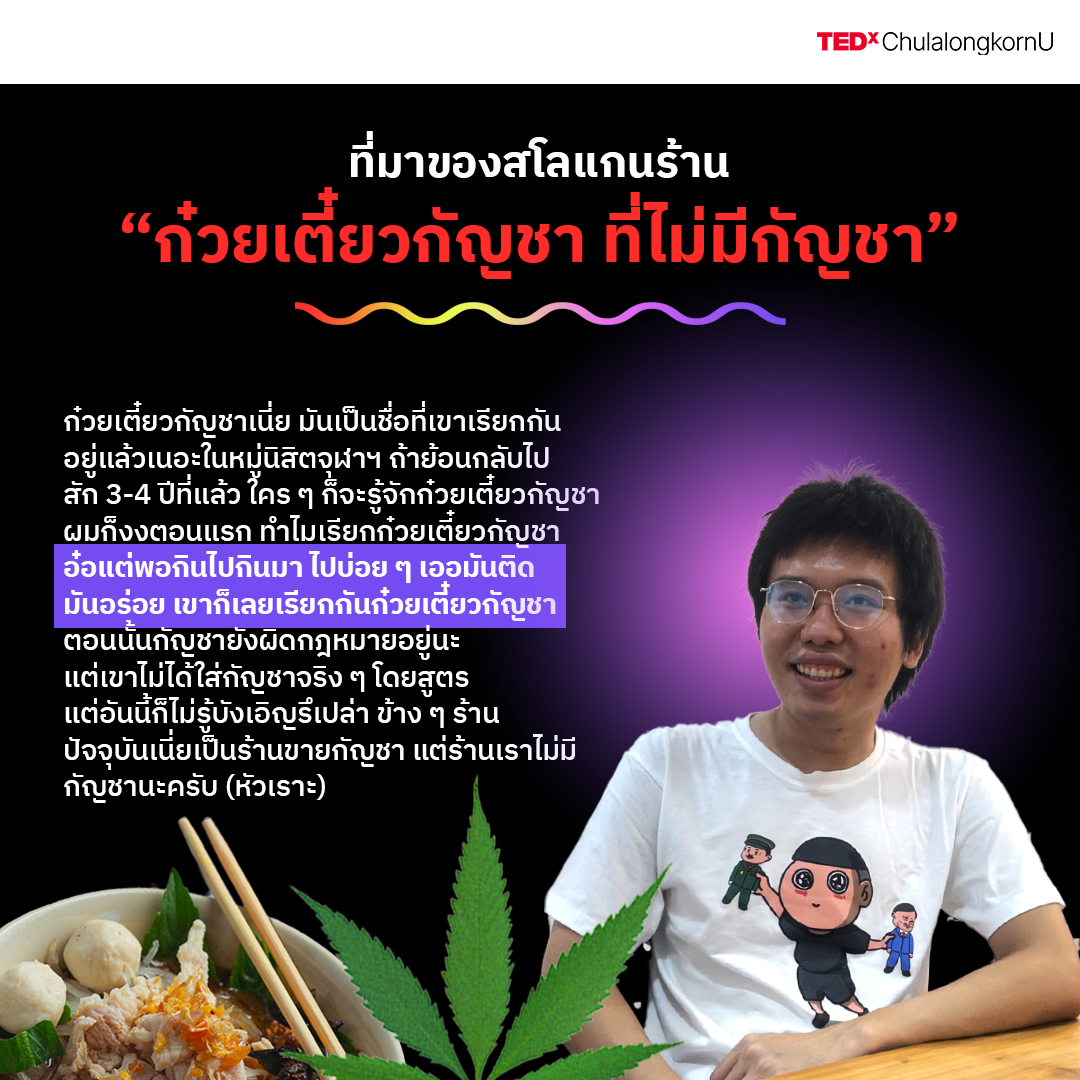 TEDxChulalongkornU
ที่มาของสโลแกนร้าน
“ก๋วยเตี๋ยวกัญชา ที่ไม่มีกัญชา”
ก๋วยเตี๋ยวกัญชาเนี่ย มันเป็นชื่อที่เขาเรียกกัน
อยู่แล้วเนอะในหมู่นิสิตจุฬาฯ ถ้าย้อนกลับไป
สัก 3-4 ปีที่แล้ว ใคร ๆ ก็จะรู้จักก๋วยเตี๋ยวกัญชา
ผมก็งงตอนแรก ทำไมเรียกก๋วยเตี๋ยวกัญชา
อ๋อแต่พอกินไปกินมา ไปบ่อย ๆ เออมันติด
มันอร่อย เขาก็เลยเรียกกันก๋วยเตี๋ยวกัญชา
ตอนนั้นกัญชายังผิดกฎหมายอยู่นะ
แต่เขาไม่ได้ใส่กัญชาจริง ๆ โดยสูตร
แต่อันนี้ก็ไม่รู้บังเอิญรึเปล่า ข้าง ๆ ร้าน
ปัจจุบันเนี่ยเป็นร้านขายกัญชา แต่ร้านเราไม่มี
กัญชานะครับ (หัวเราะ)